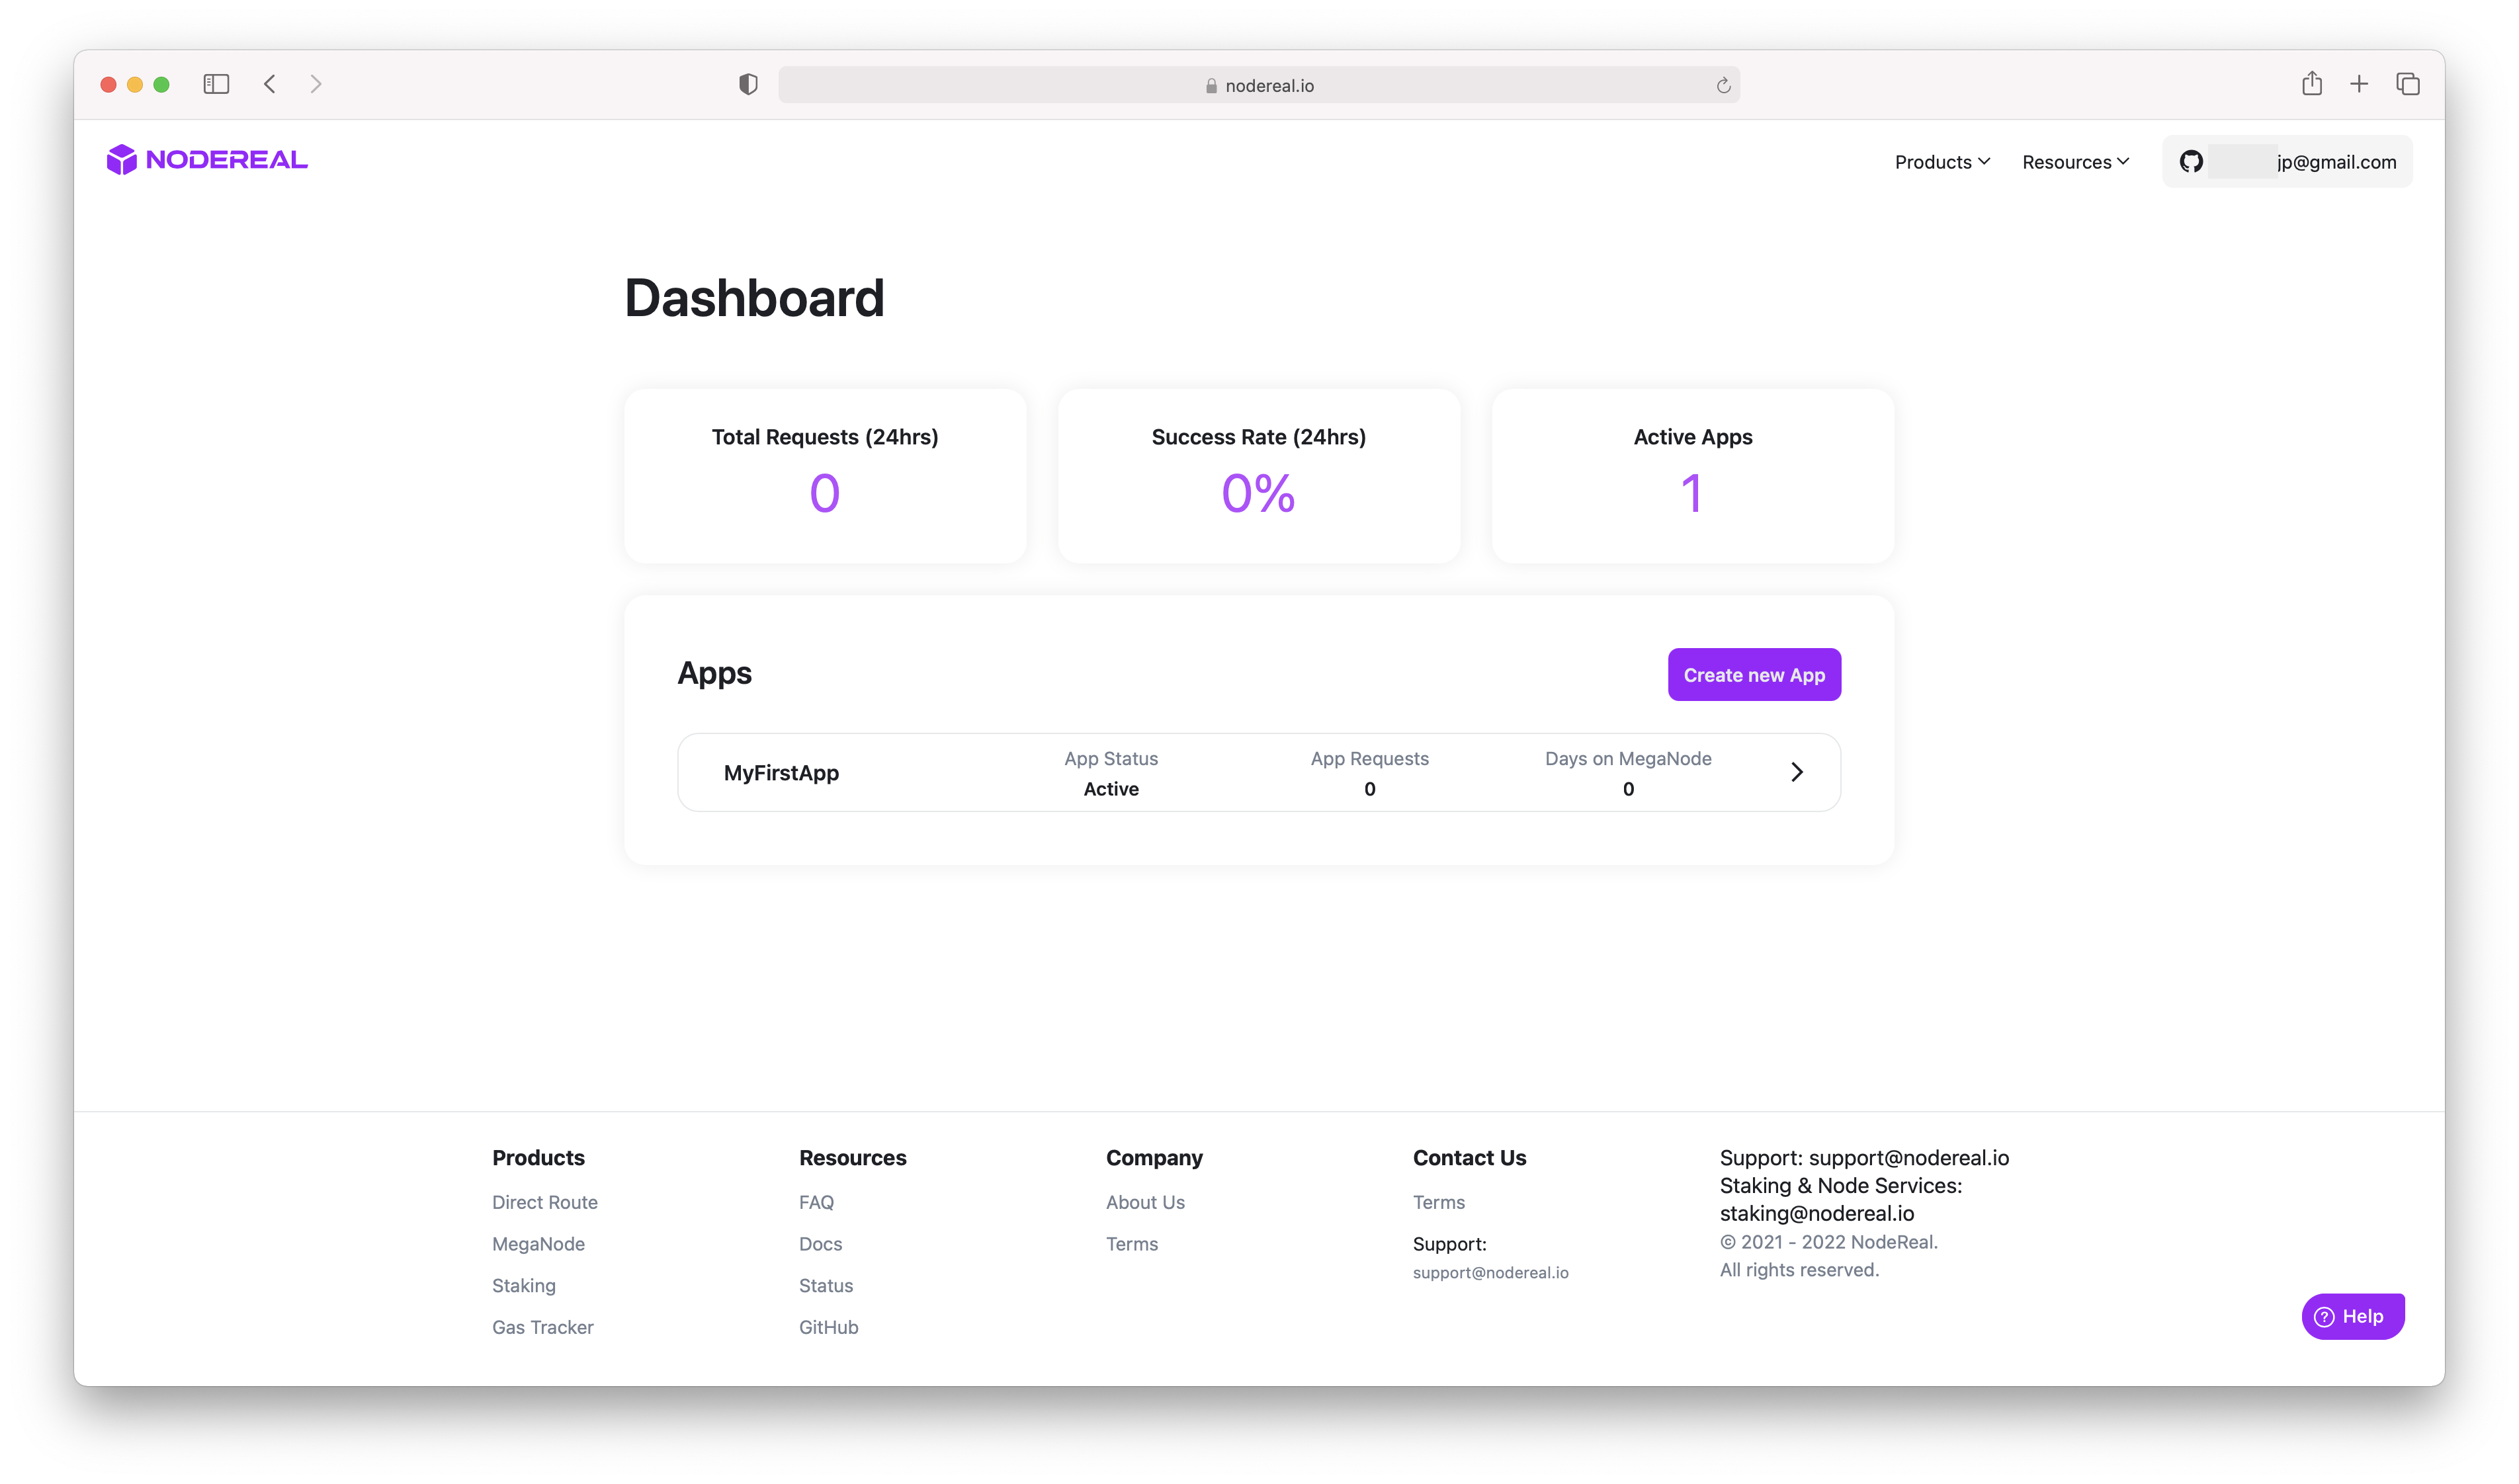 nodereal.io
NODEREAL
Products
Resources
jp@gmail.com
Dashboard
Total Requests (24hrs)
0
Success Rate (24hrs)
0%
Active Apps
1
Apps
Create new App
MyFirstApp
App Status
Active
App Requests
0
Days on MegaNode
0
Products
Direct Route
MegaNode
Staking
Gas Tracker
Resources
FAQ
Docs
Status
GitHub
Company
About Us
Terms
Contact Us
Terms
Support:
support@nodereal.io
Support: support@nodereal.io
Staking & Node Services:
staking@nodereal.io
© 2021 - 2022 NodeReal.
All rights reserved.
? Help